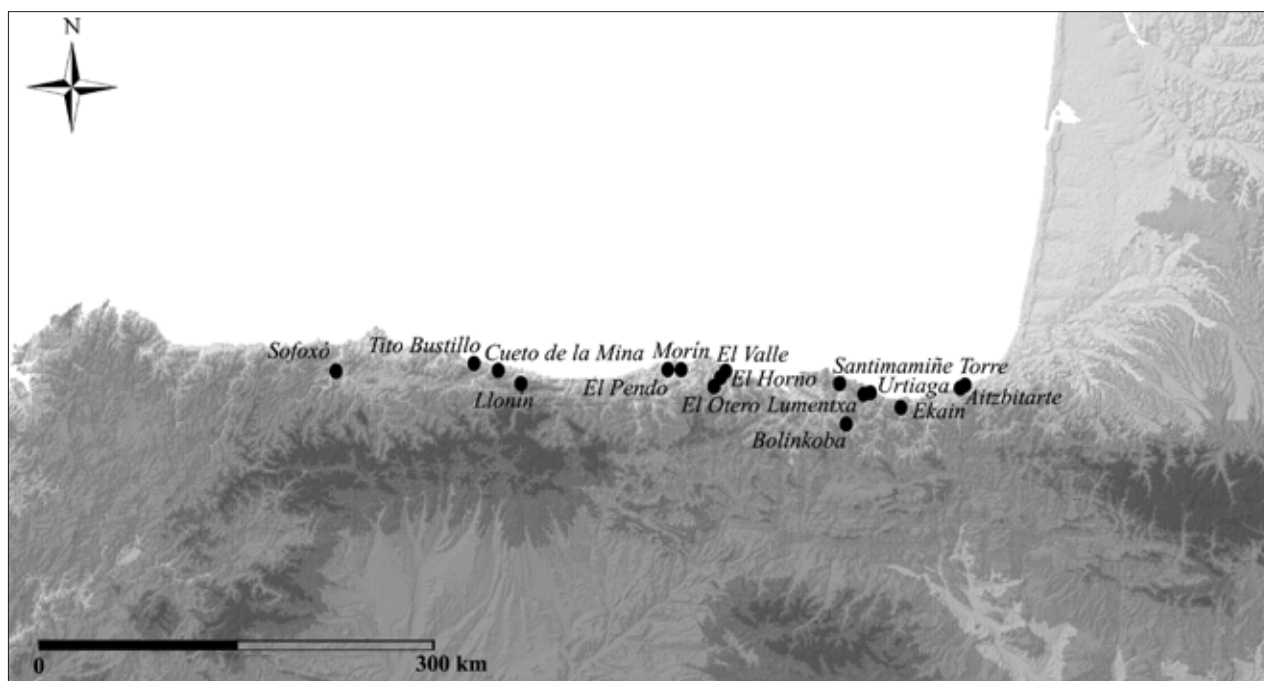 N
Sofoxó
Tito Bustillo
Cueto de la Mina
Morín
El Valle
Llonin
El Pendo
El Horno
El Otero
Santimamiñe
Torre
Urtiaga
Lumentxa
Aitzbitarte
Ekain
Bolinkoba
0
300 km